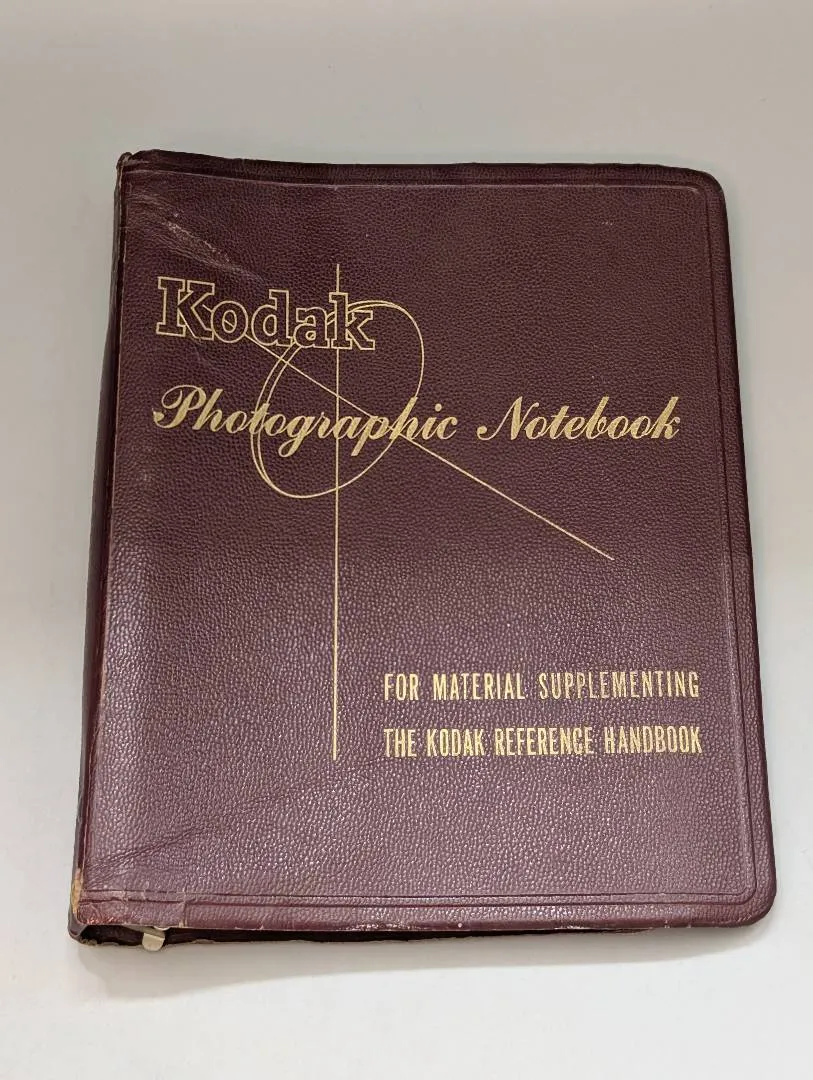 Kodak
Photographic Notebook
FOR MATERIAL SUPPLEMENTING
THE KODAK REFERENCE HANDBOOK